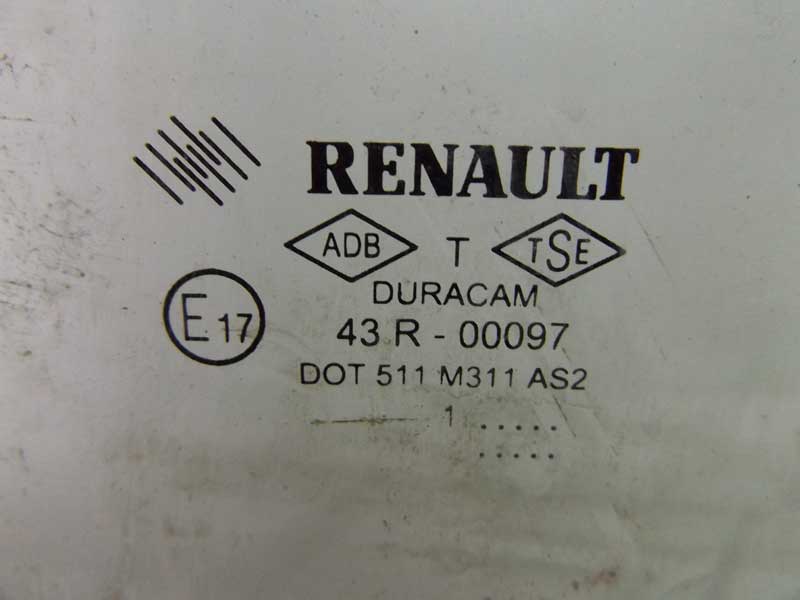 RENAULT
ADB T TSE
DURACAM
E 17
43 R - 00097
DOT 511 M311 AS2
1 .....
.....